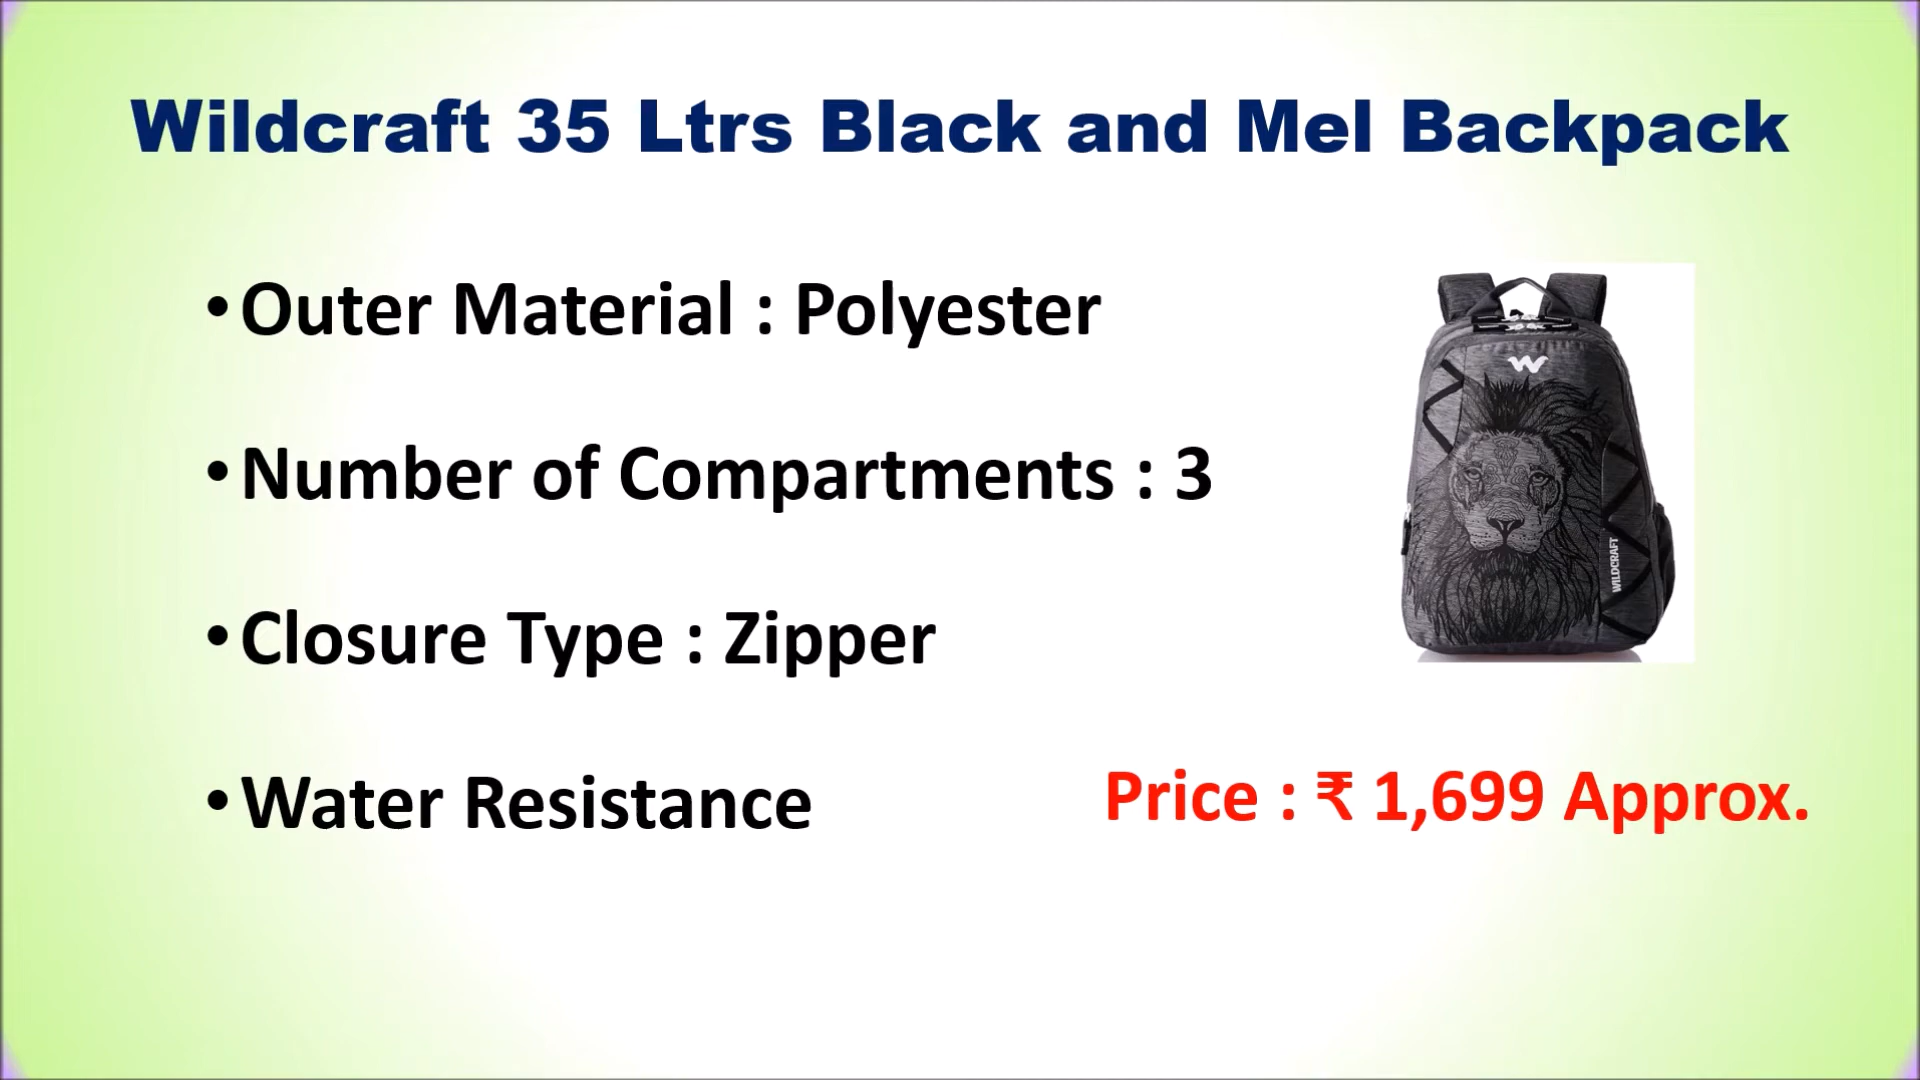 Wildcraft 35 Ltrs Black and Mel Backpack
•Outer Material : Polyester
•Number of Compartments : 3
•Closure Type : Zipper
•Water Resistance
Price : ₹ 1,699 Approx.
WILDCRAFT